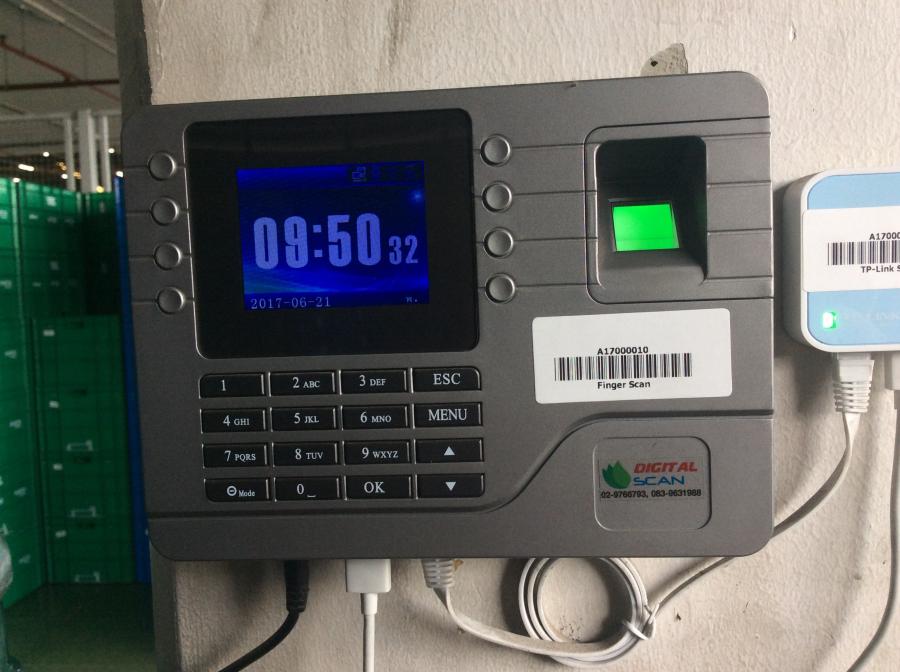 09:50 32
2017-06-21
1
2 ABC
3 DEF
ESC
4 GHI
5 JKL
6 MNO
MENU
7 PQRS
8 TUV
9 WXYZ
▲
Mode
0
OK
▼
A17000010
Finger Scan
DIGITAL
SCAN
02-9766793, 083-9631988
A17000
TP-Link S